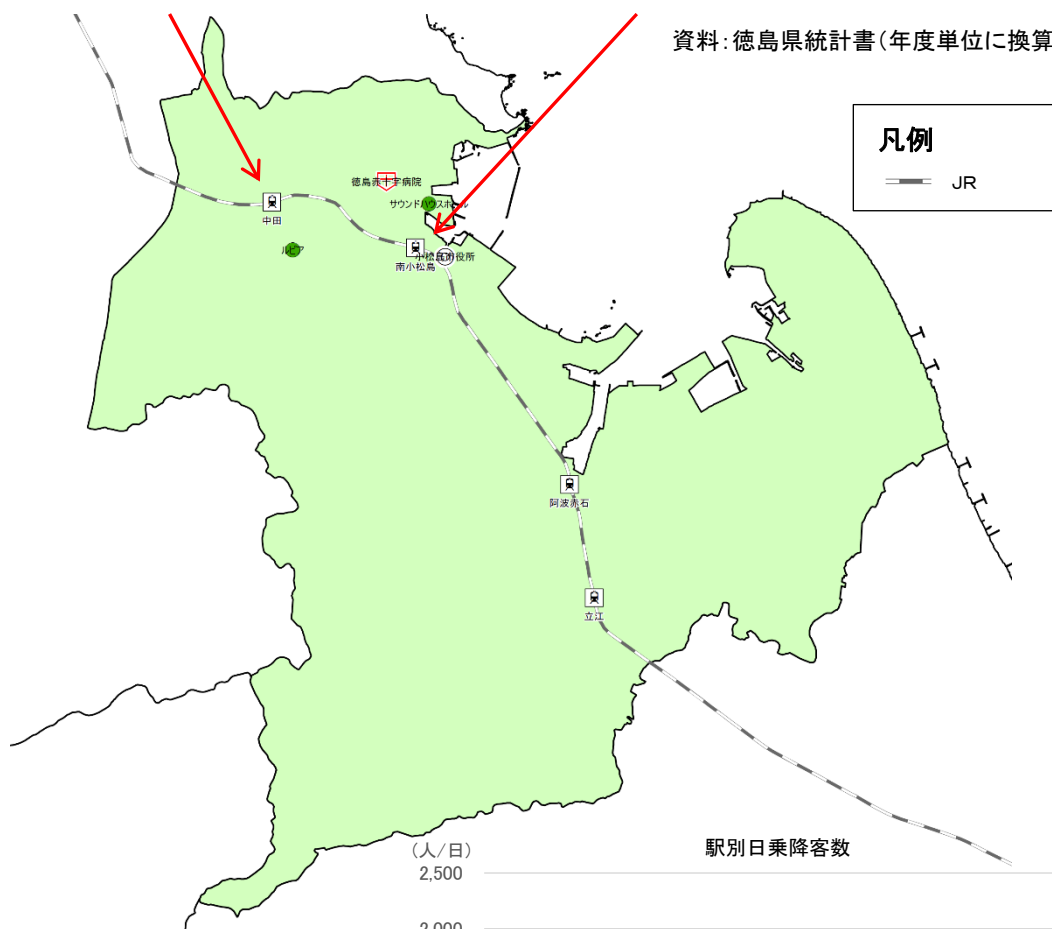 資料：徳島県統計書（年度単位に換算
凡例
JR
徳島赤十字病院
サウンドハウスホール
中田
ルピア
小松島市役所
南小松島
阿波赤石
立江
（人/日）
駅別日乗降客数
2,500
2,000